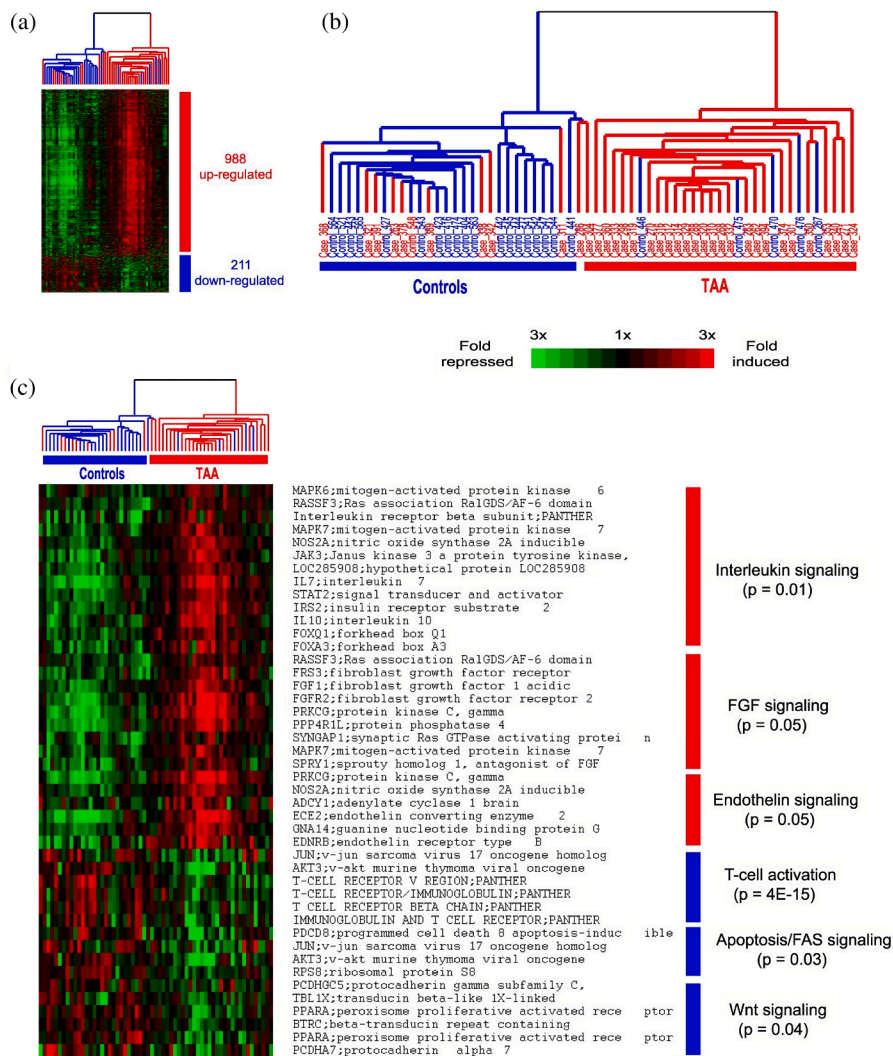 (a)
988
up-regulated
211
down-regulated
(b)
Case_368
Control_564
Control_427
Control_441
Control_446
Control_475
Control_470
Control_476
Control_267
Case_324
Controls
TAA
Fold
repressed
3x
1x
3x
Fold
induced
(c)
Controls
TAA
MAPK6;mitogen-activated protein kinase 6
RASSF3;Ras association RalGDS/AF-6 domain
Interleukin receptor beta subunit;PANTHER
MAPK7;mitogen-activated protein kinase 7
NOS2A;nitric oxide synthase 2A inducible
JAK3;Janus kinase 3 a protein tyrosine kinase,
LOC285908;hypothetical protein LOC285908
IL7;interleukin 7
STAT2;signal transducer and activator
IRS2;insulin receptor substrate 2
IL10;interleukin 10
FOXQ1;forkhead box Q1
FOXA3;forkhead box A3
Interleukin signaling
(p = 0.01)
RASSF3;Ras association RalGDS/AF-6 domain
FRS3;fibroblast growth factor receptor
FGF1;fibroblast growth factor 1 acidic
FGFR2;fibroblast growth factor receptor 2
PRKCG;protein kinase C, gamma
PPP4R1L;protein phosphatase 4
SYNGAP1;synaptic Ras GTPase activating protei n
MAPK7;mitogen-activated protein kinase 7
SPRY1;sprouty homolog 1, antagonist of FGF
FGF signaling
(p = 0.05)
PRKCG;protein kinase C, gamma
NOS2A;nitric oxide synthase 2A inducible
ADCY1;adenylate cyclase 1 brain
ECE2;endothelin converting enzyme 2
GNA14;guanine nucleotide binding protein G
EDNRB;endothelin receptor type B
Endothelin signaling
(p = 0.05)
JUN;v-jun sarcoma virus 17 oncogene homolog
AKT3;v-akt murine thymoma viral oncogene
T-CELL RECEPTOR V REGION;PANTHER
T-CELL RECEPTOR/IMMUNOGLOBULIN;PANTHER
T CELL RECEPTOR BETA CHAIN;PANTHER
IMMUNOGLOBULIN AND T CELL RECEPTOR;PANTHER
T-cell activation
(p = 4E-15)
PDCD8;programmed cell death 8 apoptosis-induc ible
JUN;v-jun sarcoma virus 17 oncogene homolog
AKT3;v-akt murine thymoma viral oncogene
RPS8;ribosomal protein S8
Apoptosis/FAS signaling
(p = 0.03)
PCDHGC5;protocadherin gamma subfamily C,
TBL1X;transducin beta-like 1X-linked
PPARA;peroxisome proliferative activated rece ptor
BTRC;beta-transducin repeat containing
PPARA;peroxisome proliferative activated rece ptor
PCDHA7;protocadherin alpha 7
Wnt signaling
(p = 0.04)